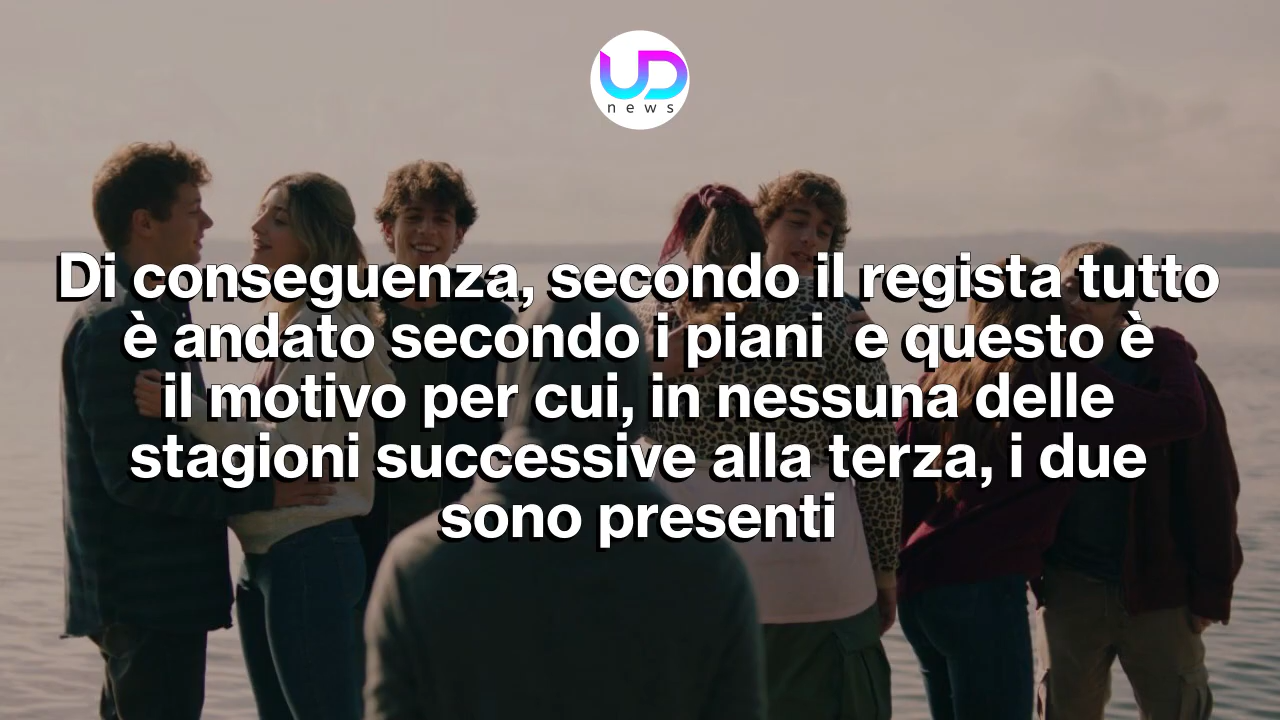 UD
news
Di conseguenza, secondo il regista tutto
è andato secondo i piani  e questo è
il motivo per cui, in nessuna delle
stagioni successive alla terza, i due
sono presenti